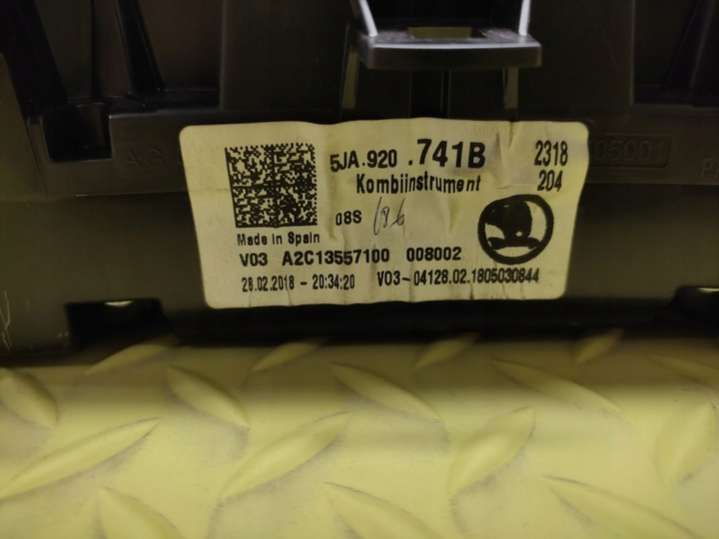 5JA.920 .741B 2318
Kombiinstrument 204
08S
Made in Spain
V03 A2C13557100 008002
28.02.2018 - 20:34:20 V03-04128.02.1805030844